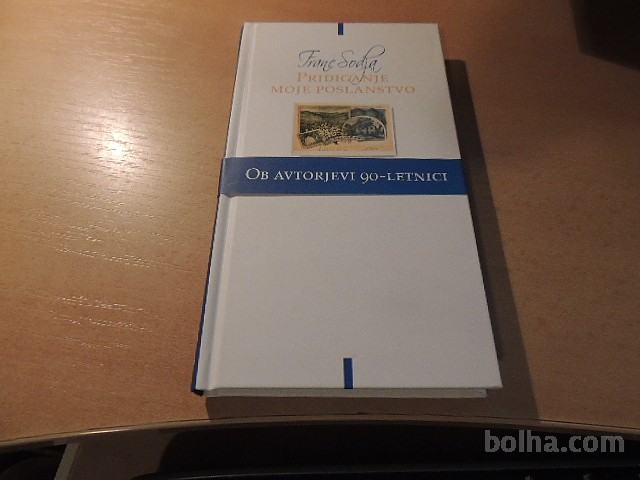 Franc Sodja
PRIDIGANJE
MOJE POSLANSTVO
OB AVTORJEVI 90-LETNICI
bolha.com